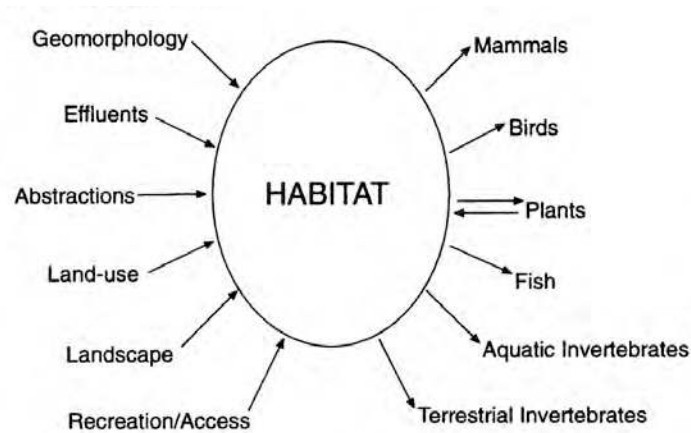 Geomorphology
Mammals
Effluents
Birds
Abstractions
HABITAT
Plants
Land-use
Fish
Landscape
Aquatic Invertebrates
Recreation/Access
Terrestrial Invertebrates